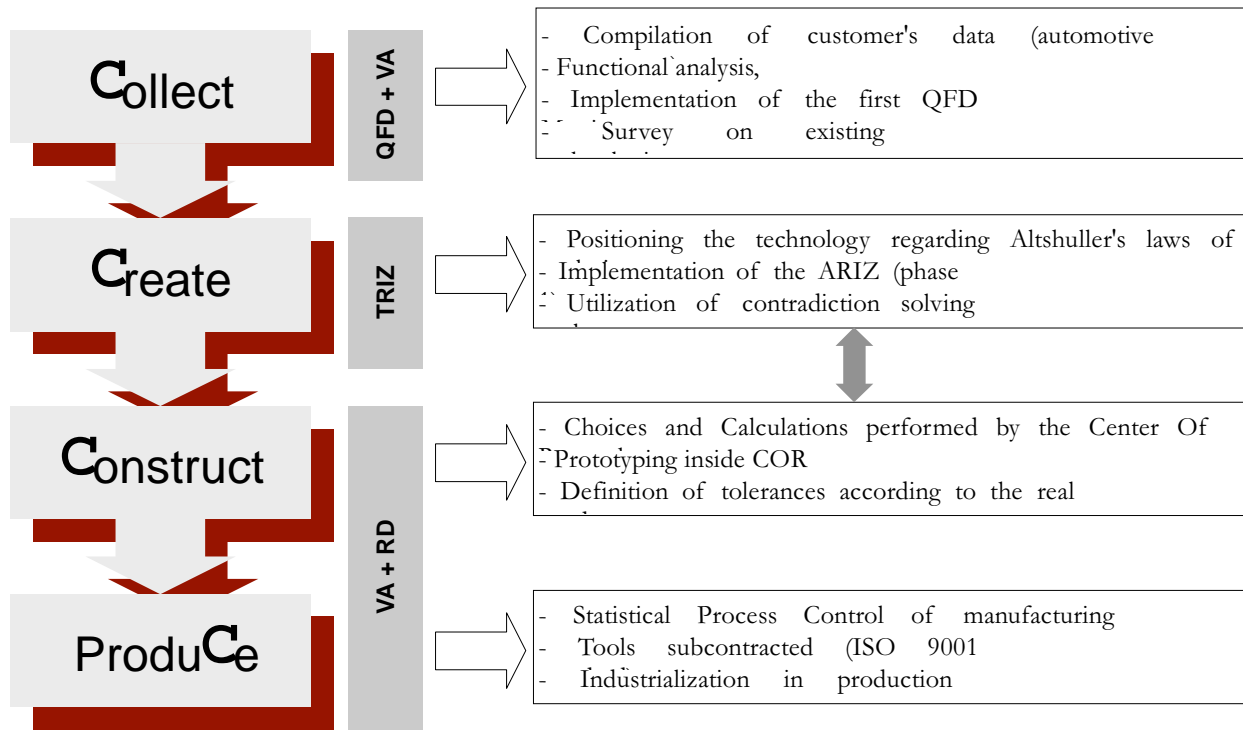 Collect
QFD + VA
- Compilation of customer's data (automotive
- Functional analysis,
- Implementation of the first QFD
- Survey on existing
Create
TRIZ
- Positioning the technology regarding Altshuller's laws of
- Implementation of the ARIZ (phase
- Utilization of contradiction solving
Construct
VA + RD
- Choices and Calculations performed by the Center Of
- Prototyping inside COR
- Definition of tolerances according to the real
ProduCe
- Statistical Process Control of manufacturing
- Tools subcontracted (ISO 9001
- Industrialization in production